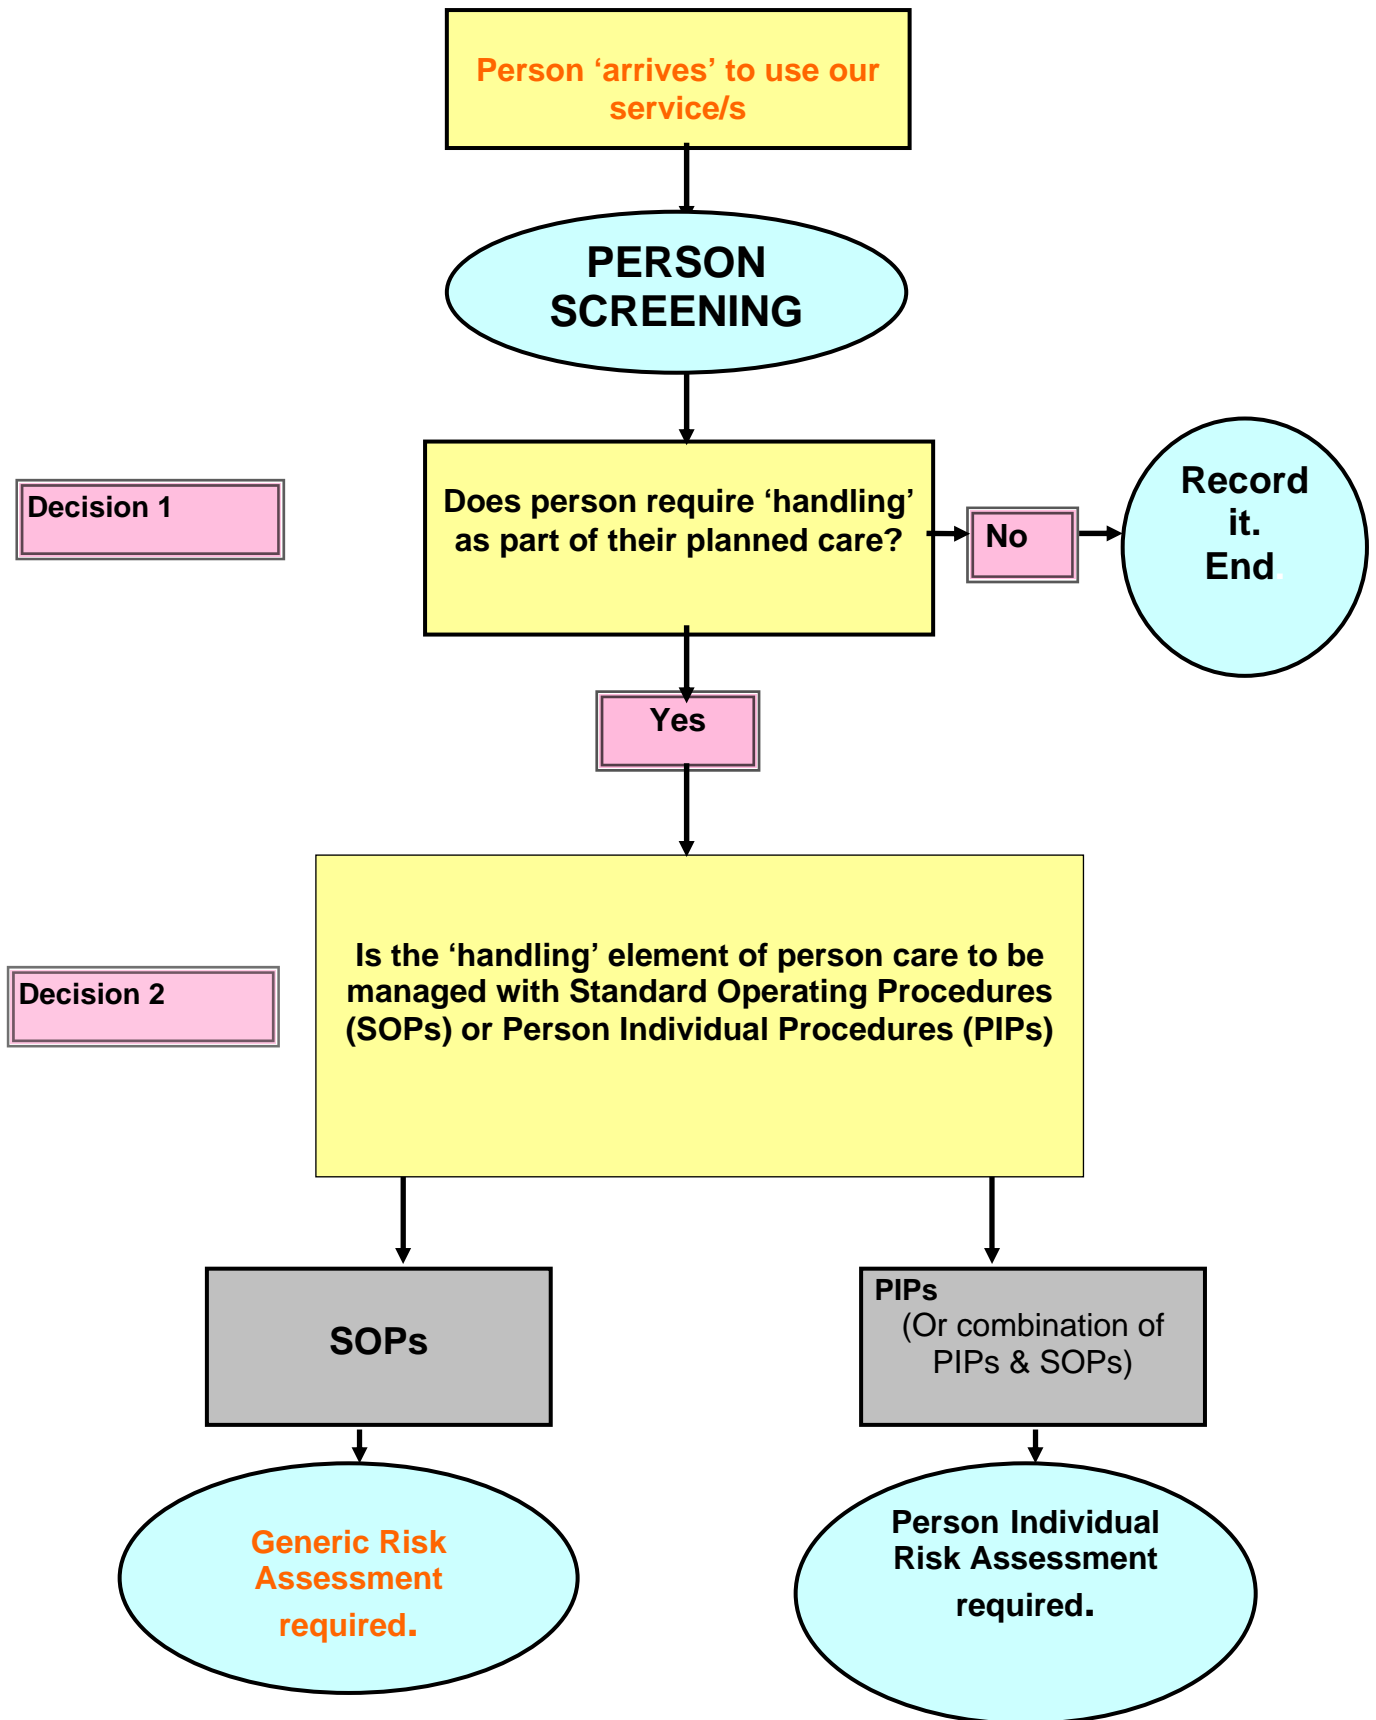 Person ‘arrives’ to use our
service/s
PERSON
SCREENING
Decision 1
Does person require ‘handling’
as part of their planned care?
No
Record
it.
End.
Yes
Decision 2
Is the ‘handling’ element of person care to be
managed with Standard Operating Procedures
(SOPs) or Person Individual Procedures (PIPs)
SOPs
PIPs
(Or combination of
PIPs & SOPs)
Generic Risk
Assessment
required.
Person Individual
Risk Assessment
required.